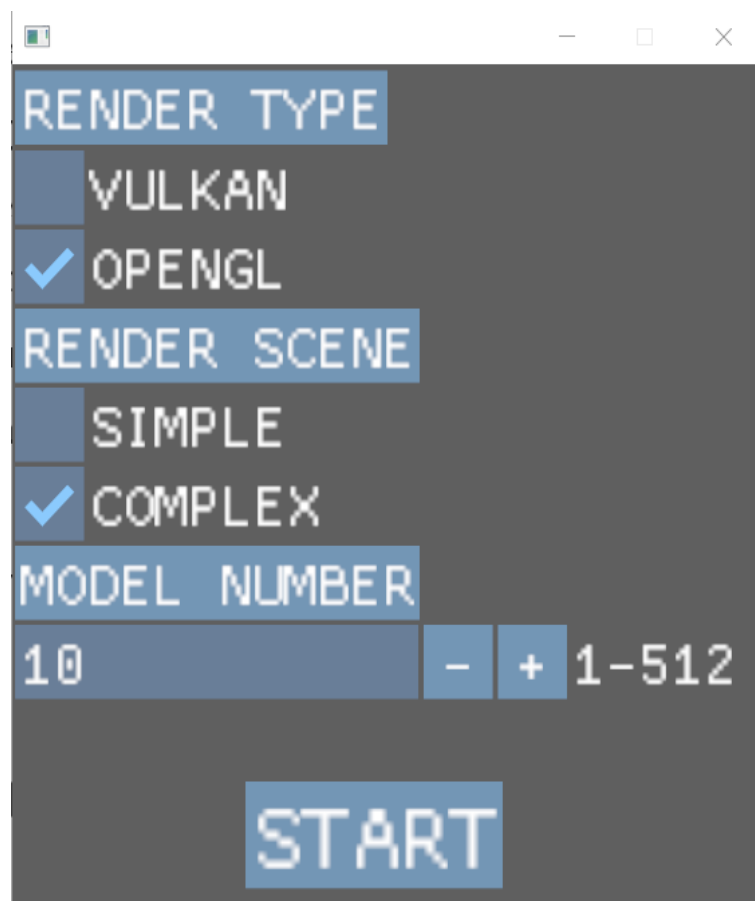 RENDER TYPE
VULKAN
OPENGL
RENDER SCENE
SIMPLE
COMPLEX
MODEL NUMBER
10 - + 1-512
START